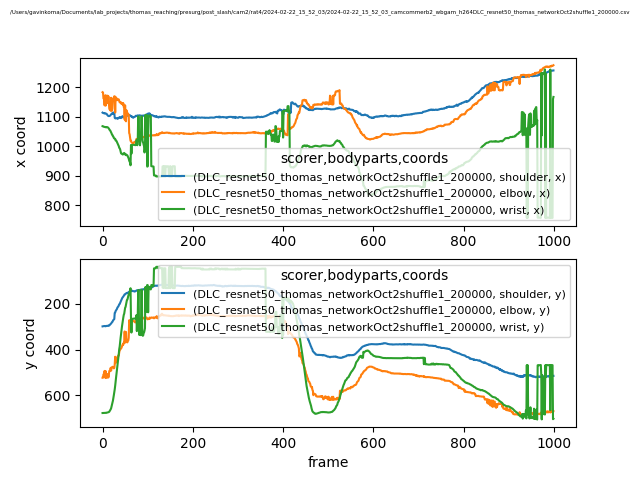 /Users/gavinkoma/Documents/lab_projects/thomas_reaching/presurg/post_slash/cam2/rat4/2024-02-22_15_52_03/2024-02-22_15_52_03_camcommerb2_wbgam_h264DLC_resnet50_thomas_networkOct2shuffle1_200000.csv
1200
1100
1000
900
800
x coord
scorer,bodyparts,coords
(DLC_resnet50_thomas_networkOct2shuffle1_200000, shoulder, x)
(DLC_resnet50_thomas_networkOct2shuffle1_200000, elbow, x)
(DLC_resnet50_thomas_networkOct2shuffle1_200000, wrist, x)
0 200 400 600 800 1000
200
400
600
y coord
scorer,bodyparts,coords
(DLC_resnet50_thomas_networkOct2shuffle1_200000, shoulder, y)
(DLC_resnet50_thomas_networkOct2shuffle1_200000, elbow, y)
(DLC_resnet50_thomas_networkOct2shuffle1_200000, wrist, y)
0 200 400 600 800 1000
frame